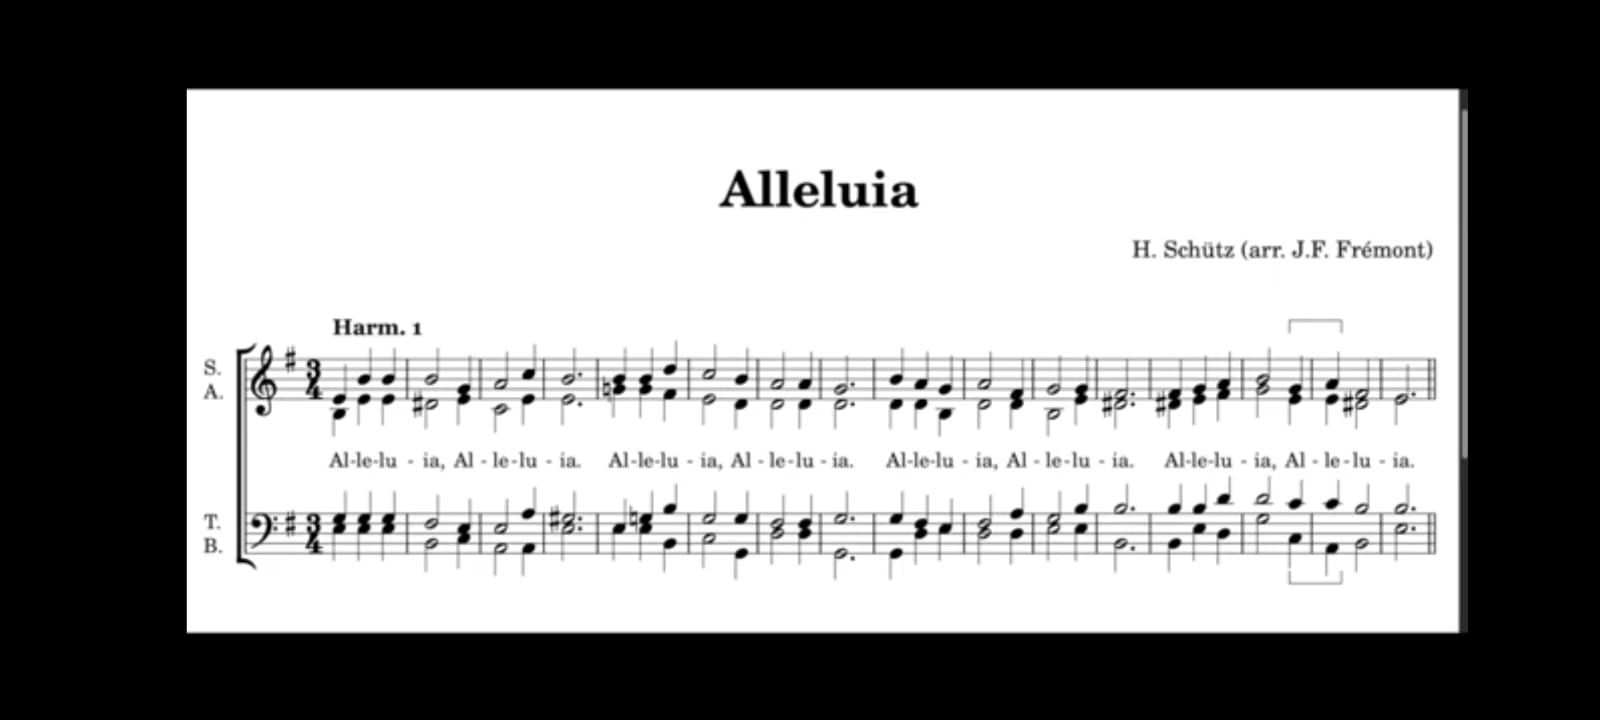 Alleluia
H. Schütz (arr. J.F. Frémont)
Harm. 1
S.
A.
3
4
Al-le-lu - ia, Al - le-lu - ia. Al-le-lu - ia, Al - le-lu - ia. Al-le-lu - ia, Al - le-lu - ia. Al-le-lu - ia, Al - le-lu - ia.
T.
B.
3
4